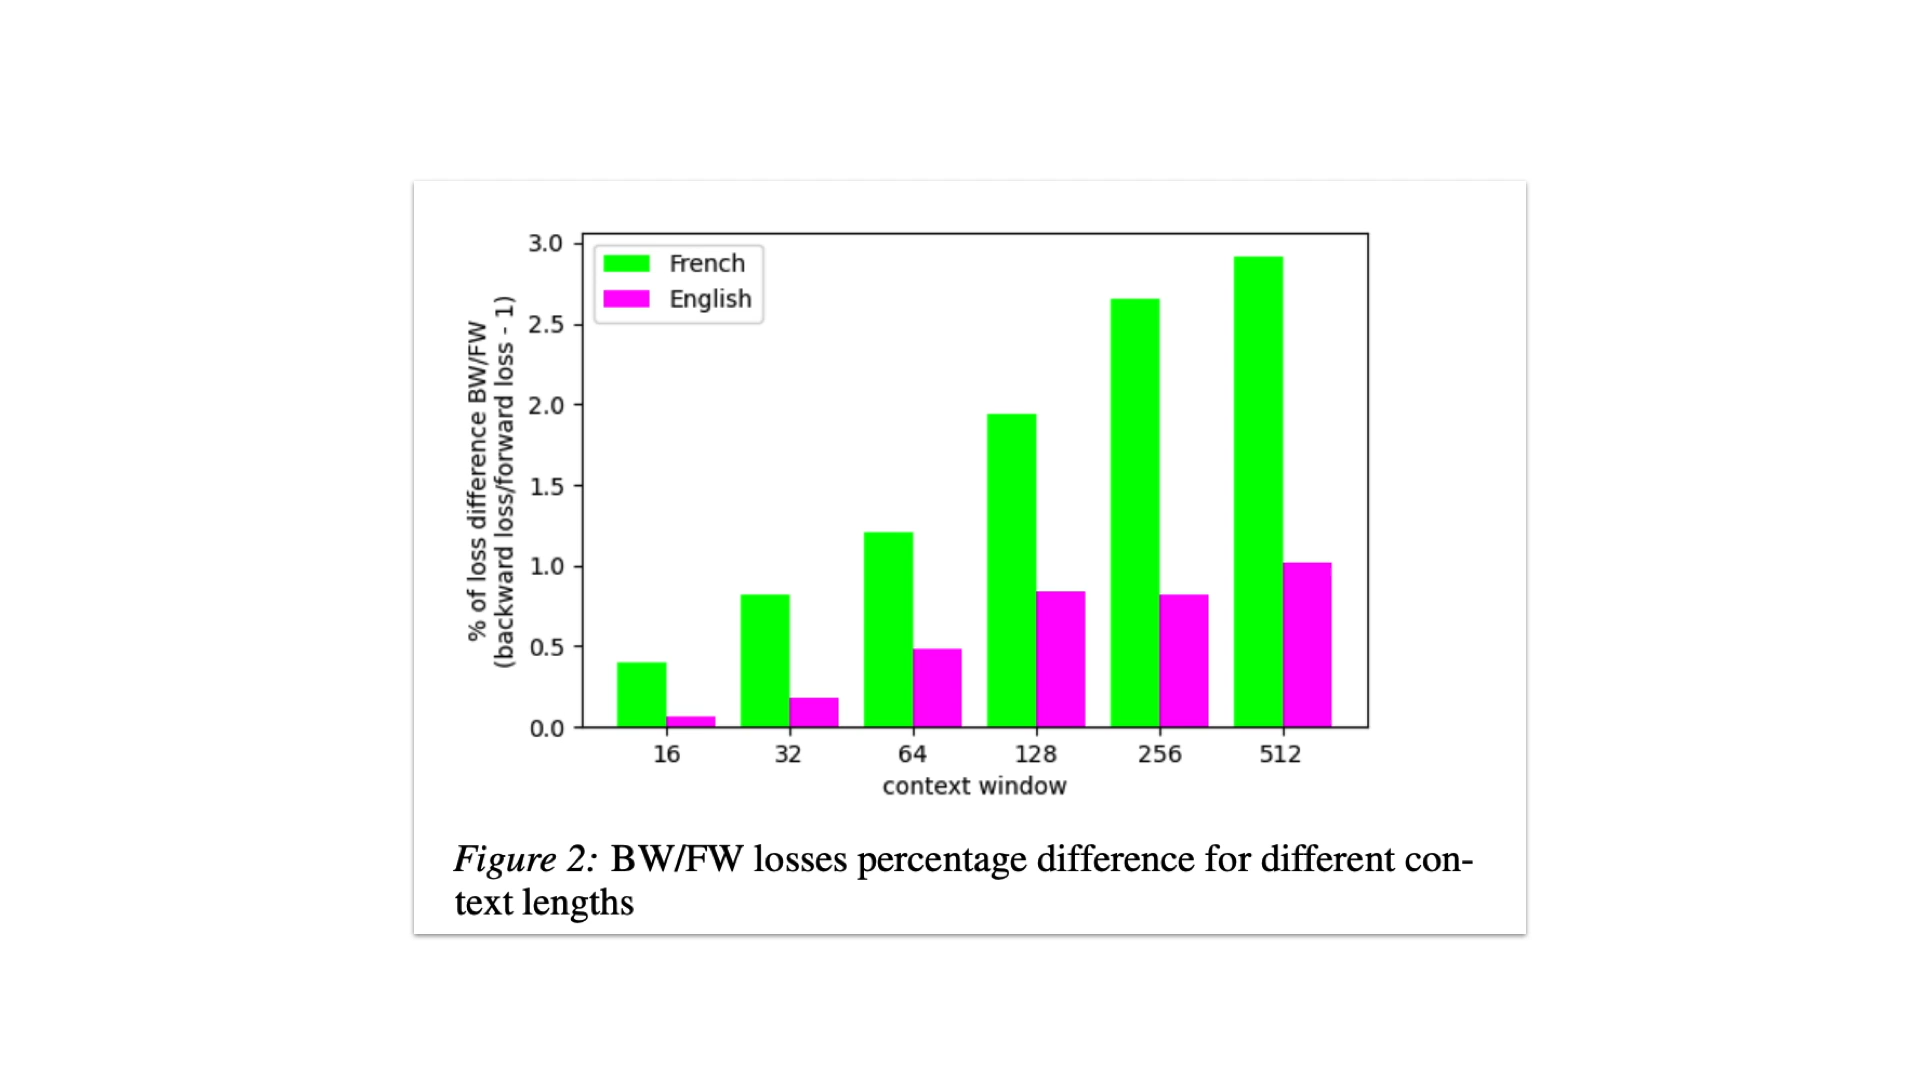 3.0
2.5
2.0
1.5
1.0
0.5
0.0
% of loss difference BW/FW
(backward loss/forward loss - 1)
French
English
16 32 64 128 256 512
context window
Figure 2: BW/FW losses percentage difference for different con-
text lengths